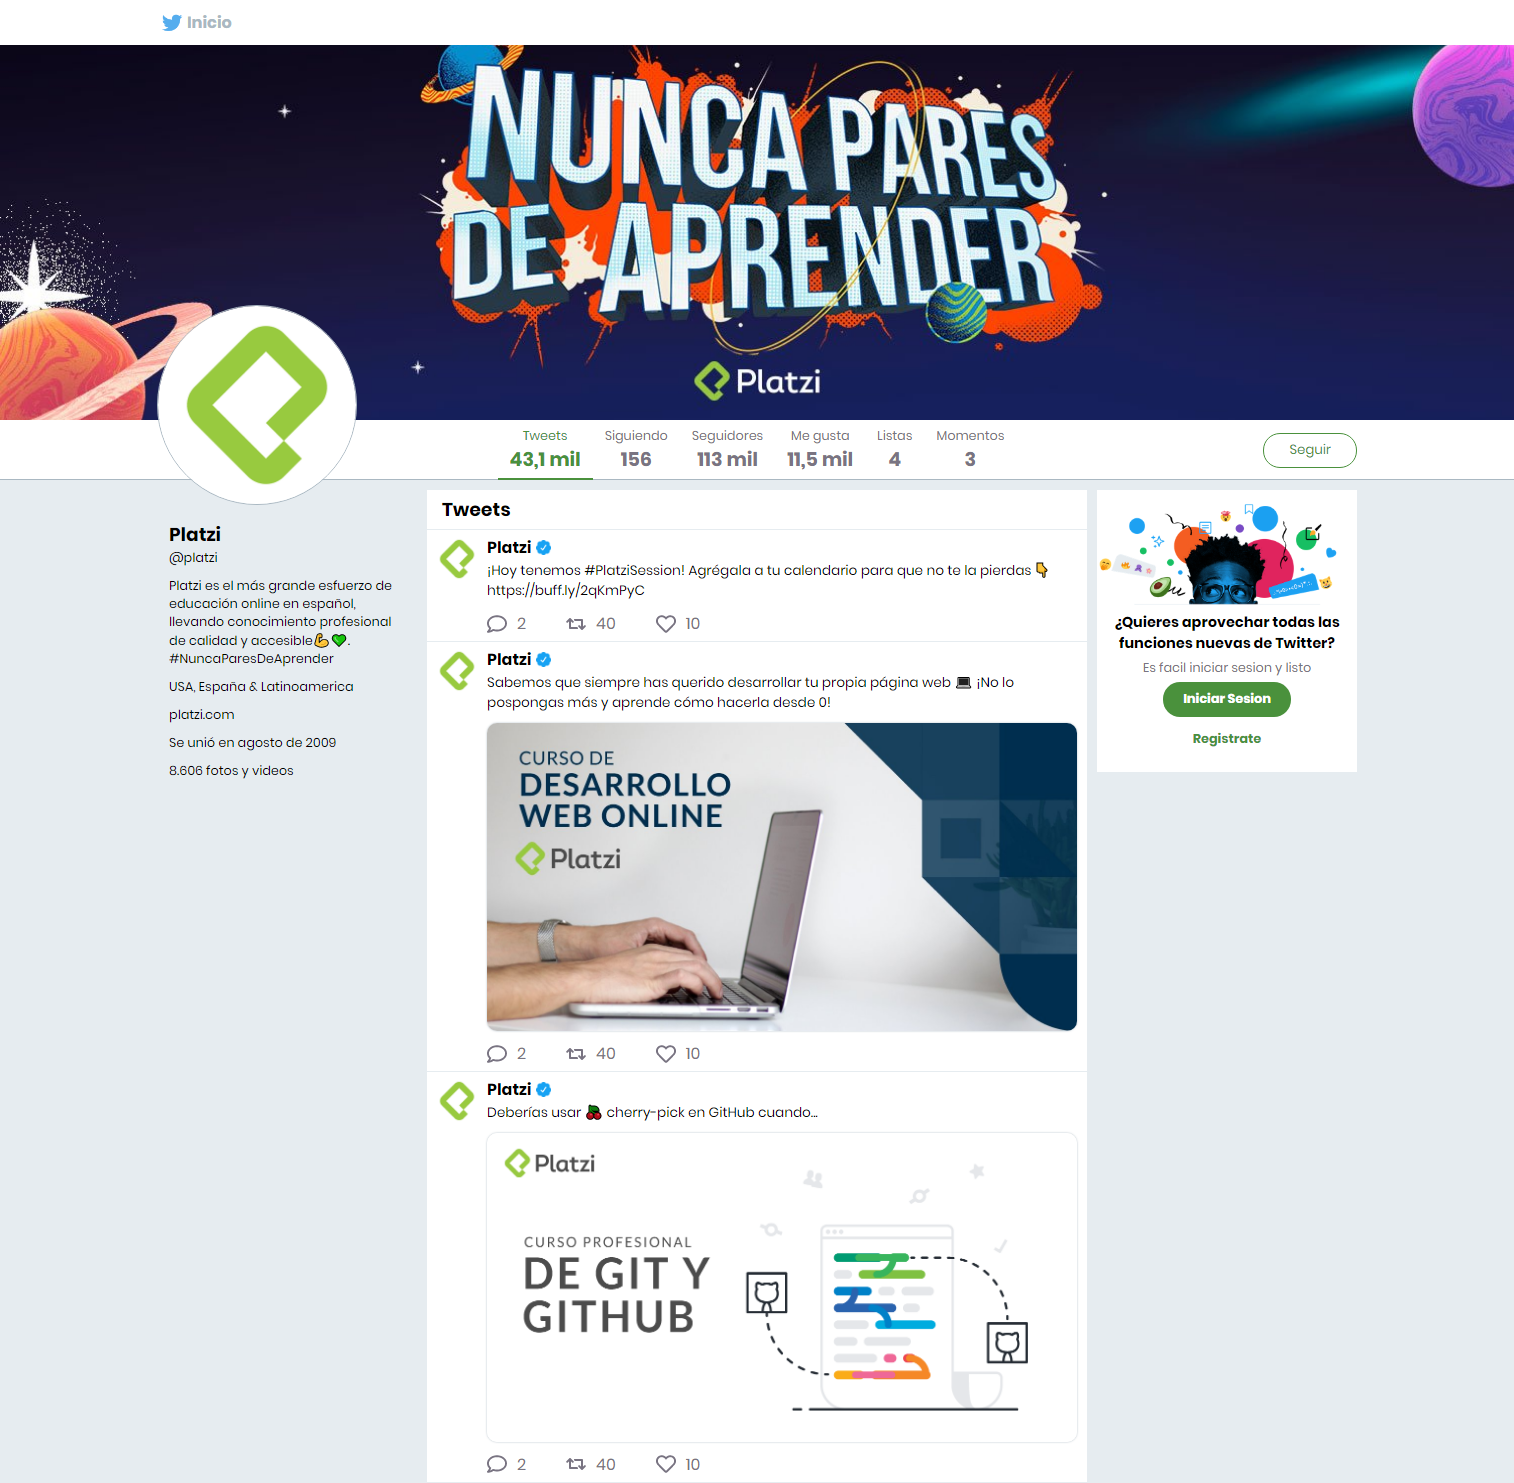 Inicio
NUNCA PARES
DE APRENDER
Platzi
Tweets
43,1 mil
Siguiendo
156
Seguidores
113 mil
Me gusta
11,5 mil
Listas
4
Momentos
3
Seguir
Platzi
@platzi
Platzi es el más grande esfuerzo de
educación online en español,
llevando conocimiento profesional
de calidad y accesible💪💚.
#NuncaParesDeAprender
USA, España & Latinoamerica
platzi.com
Se unió en agosto de 2009
8.606 fotos y videos
Tweets
Platzi
¡Hoy tenemos #PlatziSession! Agrégala a tu calendario para que no te la pierdas 👇
https://buff.ly/2qKmPyC
2 40 10
Platzi
Sabemos que siempre has querido desarrollar tu propia página web 💻 ¡No lo
pospongas más y aprende cómo hacerla desde 0!
CURSO DE
DESARROLLO
WEB ONLINE
Platzi
2 40 10
Platzi
Deberías usar 🍒 cherry-pick en GitHub cuando...
Platzi
CURSO PROFESIONAL
DE GIT Y
GITHUB
2 40 10
¿Quieres aprovechar todas las
funciones nuevas de Twitter?
Es facil iniciar sesion y listo
Iniciar Sesion
Registrate